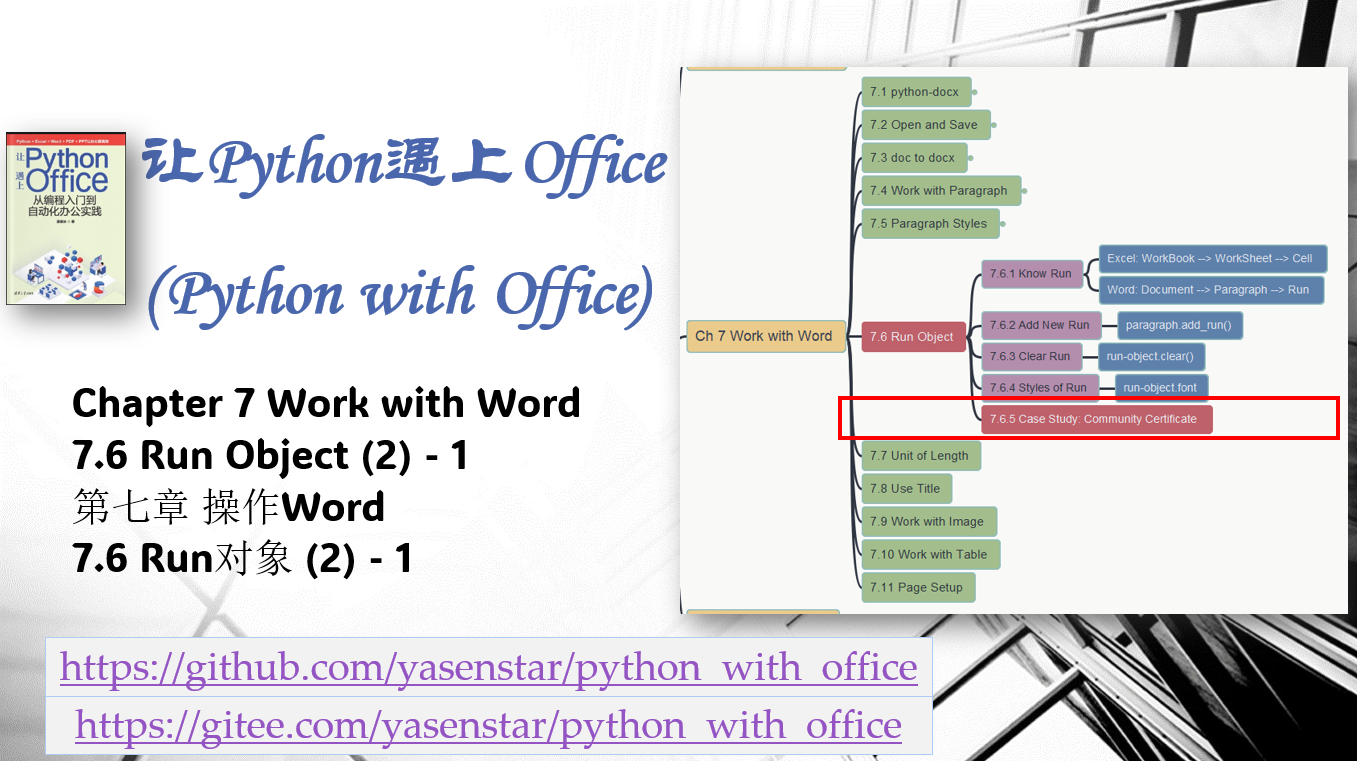 Python • Excel • Word • PDF • PPT
让Python
遇上Office
从编程入门到
自动化办公实践
让Python遇上Office
(Python with Office)
Chapter 7 Work with Word
7.6 Run Object (2) - 1
第七章 操作Word
7.6 Run对象 (2) - 1
7.1 python-docx
7.2 Open and Save
7.3 doc to docx
7.4 Work with Paragraph
7.5 Paragraph Styles
Ch 7 Work with Word
7.6 Run Object
7.6.1 Know Run
Excel: WorkBook --> WorkSheet --> Cell
Word: Document --> Paragraph --> Run
7.6.2 Add New Run
paragraph.add_run()
7.6.3 Clear Run
run-object.clear()
7.6.4 Styles of Run
run-object.font
7.6.5 Case Study: Community Certificate
7.7 Unit of Length
7.8 Use Title
7.9 Work with Image
7.10 Work with Table
7.11 Page Setup
https://github.com/yasenstar/python_with_office
https://gitee.com/yasenstar/python_with_office